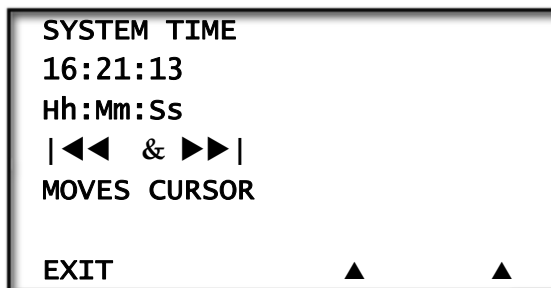 SYSTEM TIME
16:21:13
Hh:Mm:Ss
|◀◀ & ▶▶|
MOVES CURSOR
EXIT ▲ ▲